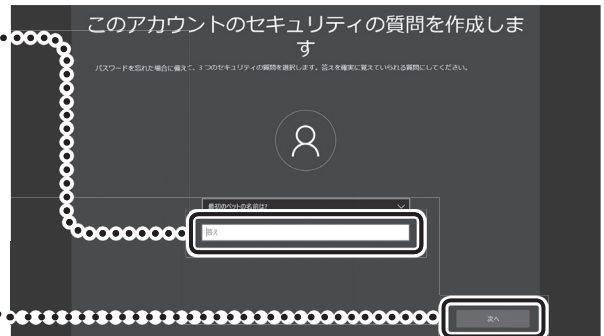 このアカウントのセキュリティの質問を作成しま
す
パスワードを忘れた場合に備えて、3 つのセキュリティの質問を選択します。答えを確実に覚えていられる質問にしてください。
最初のペットの名前は?
答え
次へ